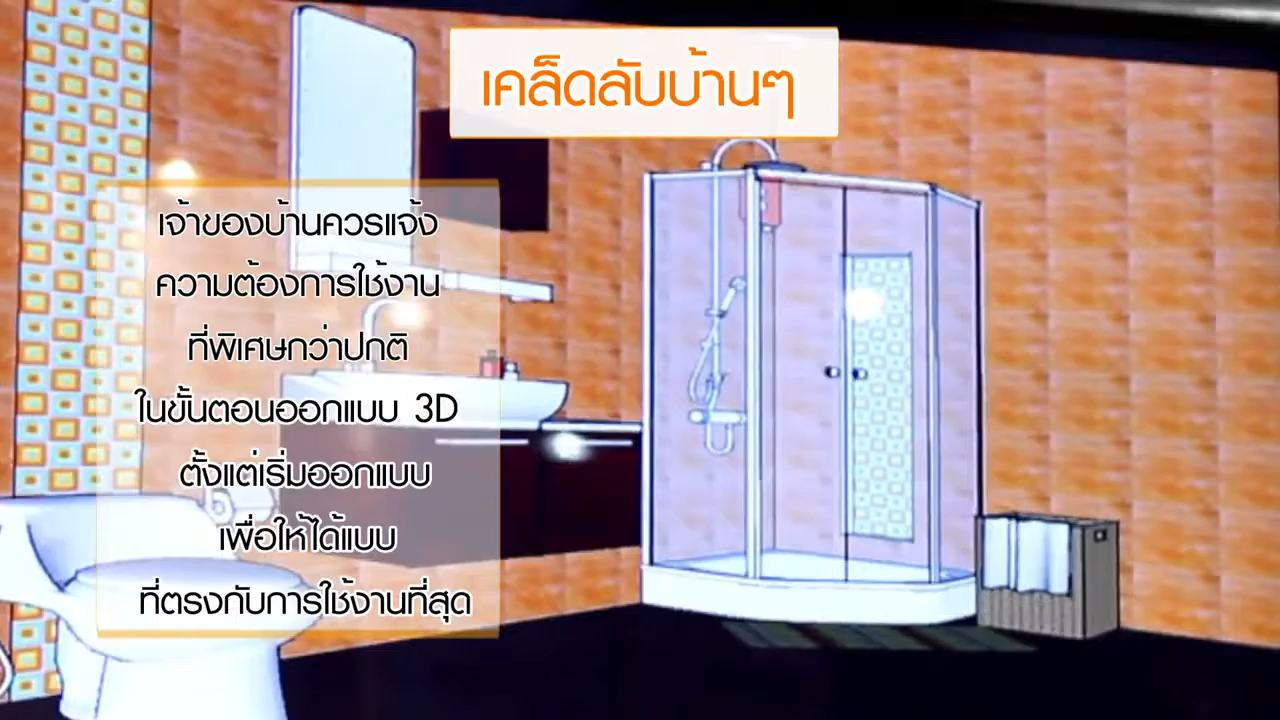 เคล็ดลับบ้านๆ
เจ้าของบ้านควรแจ้ง
ความต้องการใช้งาน
ที่พิเศษกว่าปกติ
ในขั้นตอนออกแบบ 3D
ตั้งแต่เริ่มออกแบบ
เพื่อให้ได้แบบ
ที่ตรงกับการใช้งานที่สุด